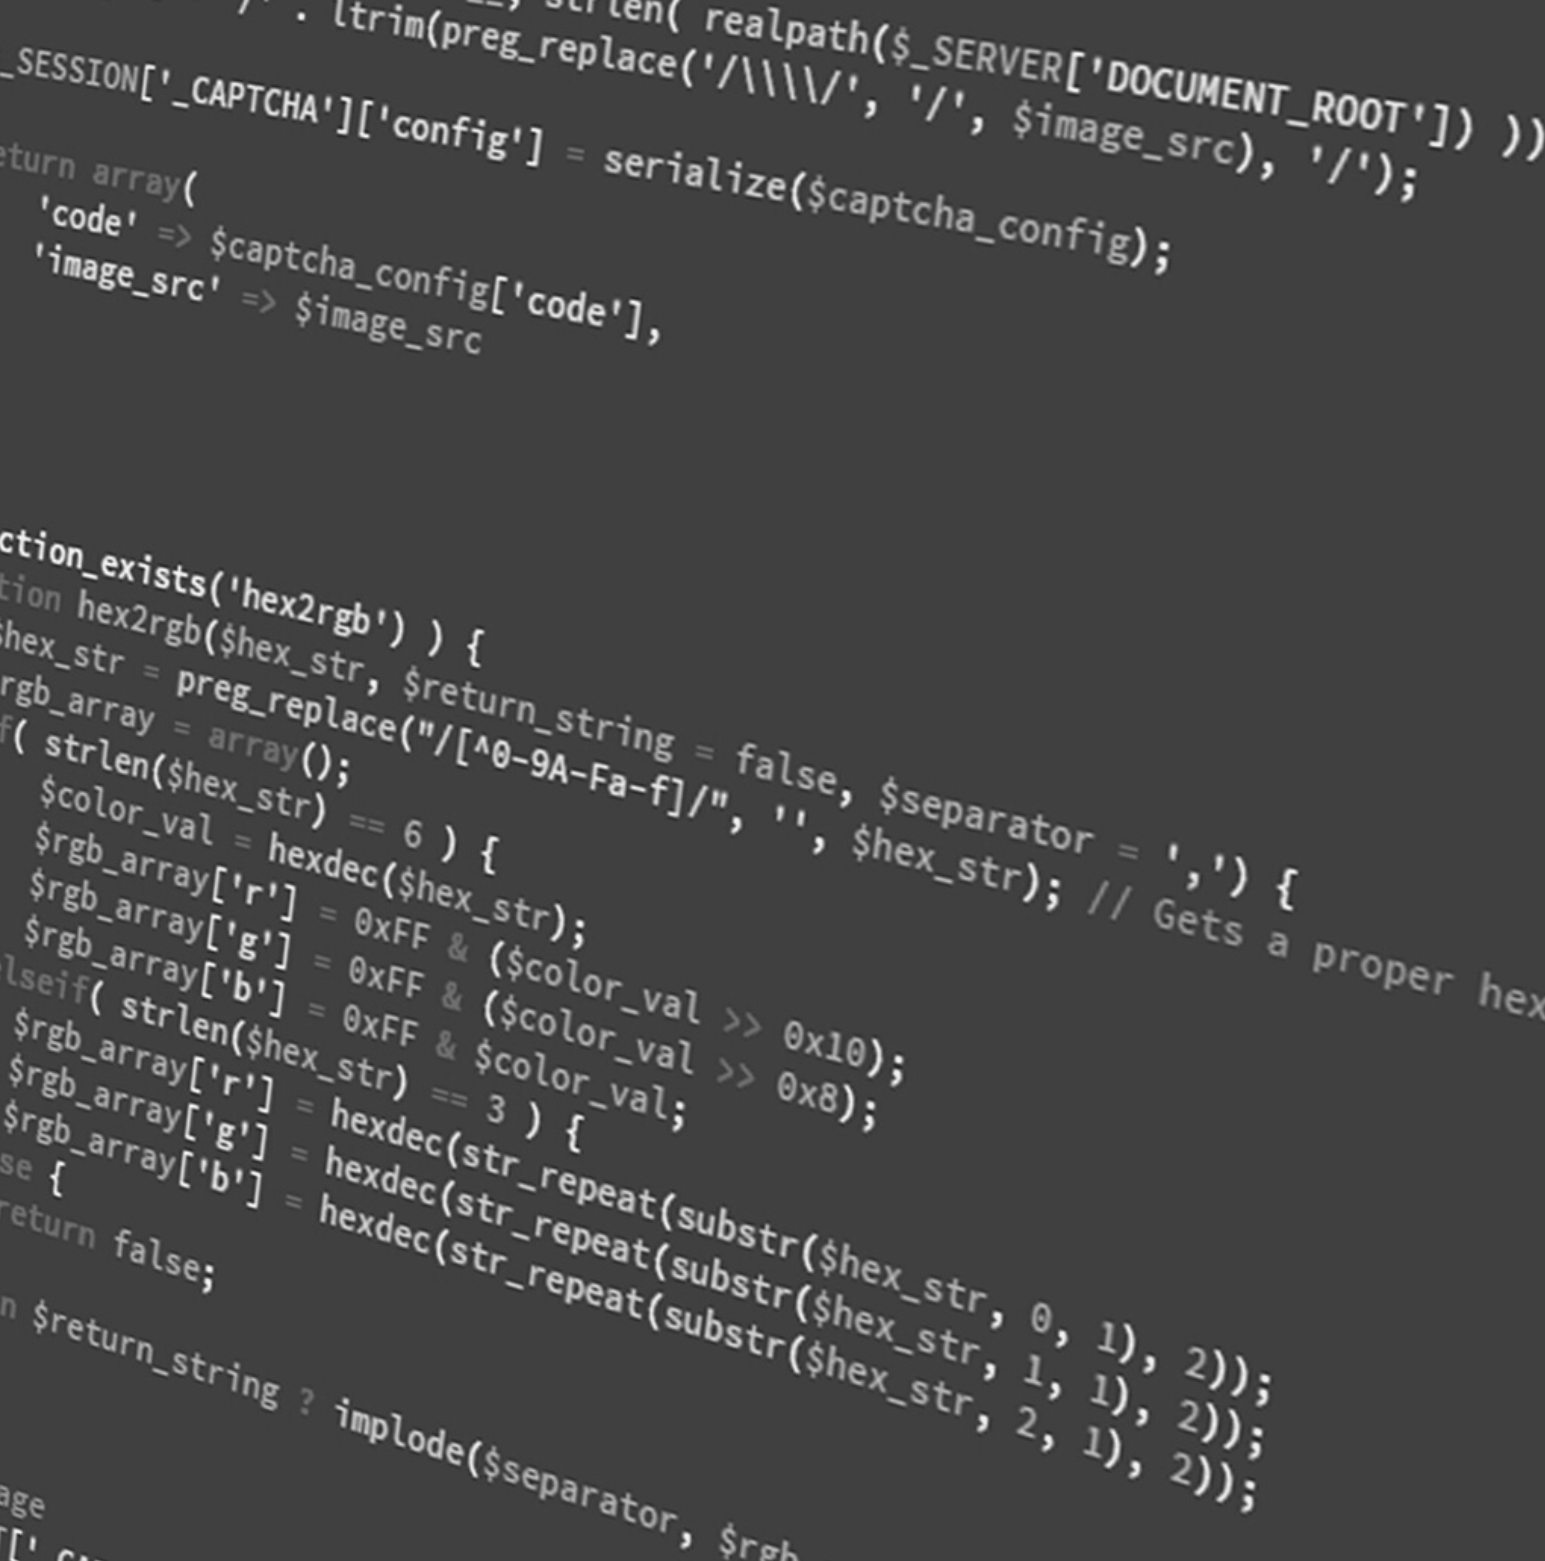 strlen( realpath($_SERVER['DOCUMENT_ROOT']) ))
. ltrim(preg_replace('/\\\\/', '/', $image_src), '/');
_SESSION['_CAPTCHA']['config'] = serialize($captcha_config);
eturn array(
'code' => $captcha_config['code'],
'image_src' => $image_src
ction_exists('hex2rgb') ) {
tion hex2rgb($hex_str, $return_string = false, $separator = ',') {
$hex_str = preg_replace("/[^0-9A-Fa-f]/", '', $hex_str); // Gets a proper hex
rgb_array = array();
f( strlen($hex_str) == 6 ) {
$color_val = hexdec($hex_str);
$rgb_array['r'] = 0xFF & ($color_val >> 0x10);
$rgb_array['g'] = 0xFF & ($color_val >> 0x8);
$rgb_array['b'] = 0xFF & $color_val;
lseif( strlen($hex_str) == 3 ) {
$rgb_array['r'] = hexdec(str_repeat(substr($hex_str, 0, 1), 2));
$rgb_array['g'] = hexdec(str_repeat(substr($hex_str, 1, 1), 2));
$rgb_array['b'] = hexdec(str_repeat(substr($hex_str, 2, 1), 2));
se {
return false;
n $return_string ? implode($separator, $rgb
age